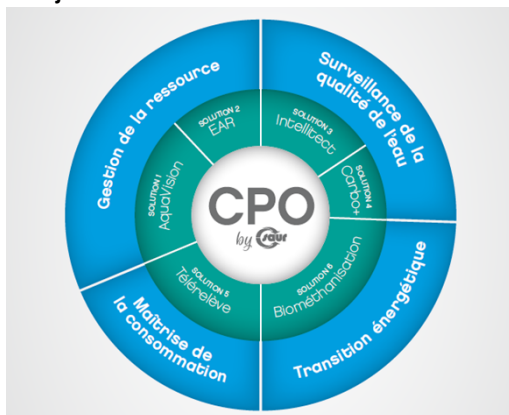 Gestion de la ressource
Surveillance de la
qualité de l'eau
SOLUTION 1
AquaVision
SOLUTION 2
EAR
SOLUTION 3
Intellitect
SOLUTION 4
Carbo+
CPO
by Saur
SOLUTION 5
Télérelève
SOLUTION 6
Biométhanisation
Maîtrise de
la consommation
Transition énergétique